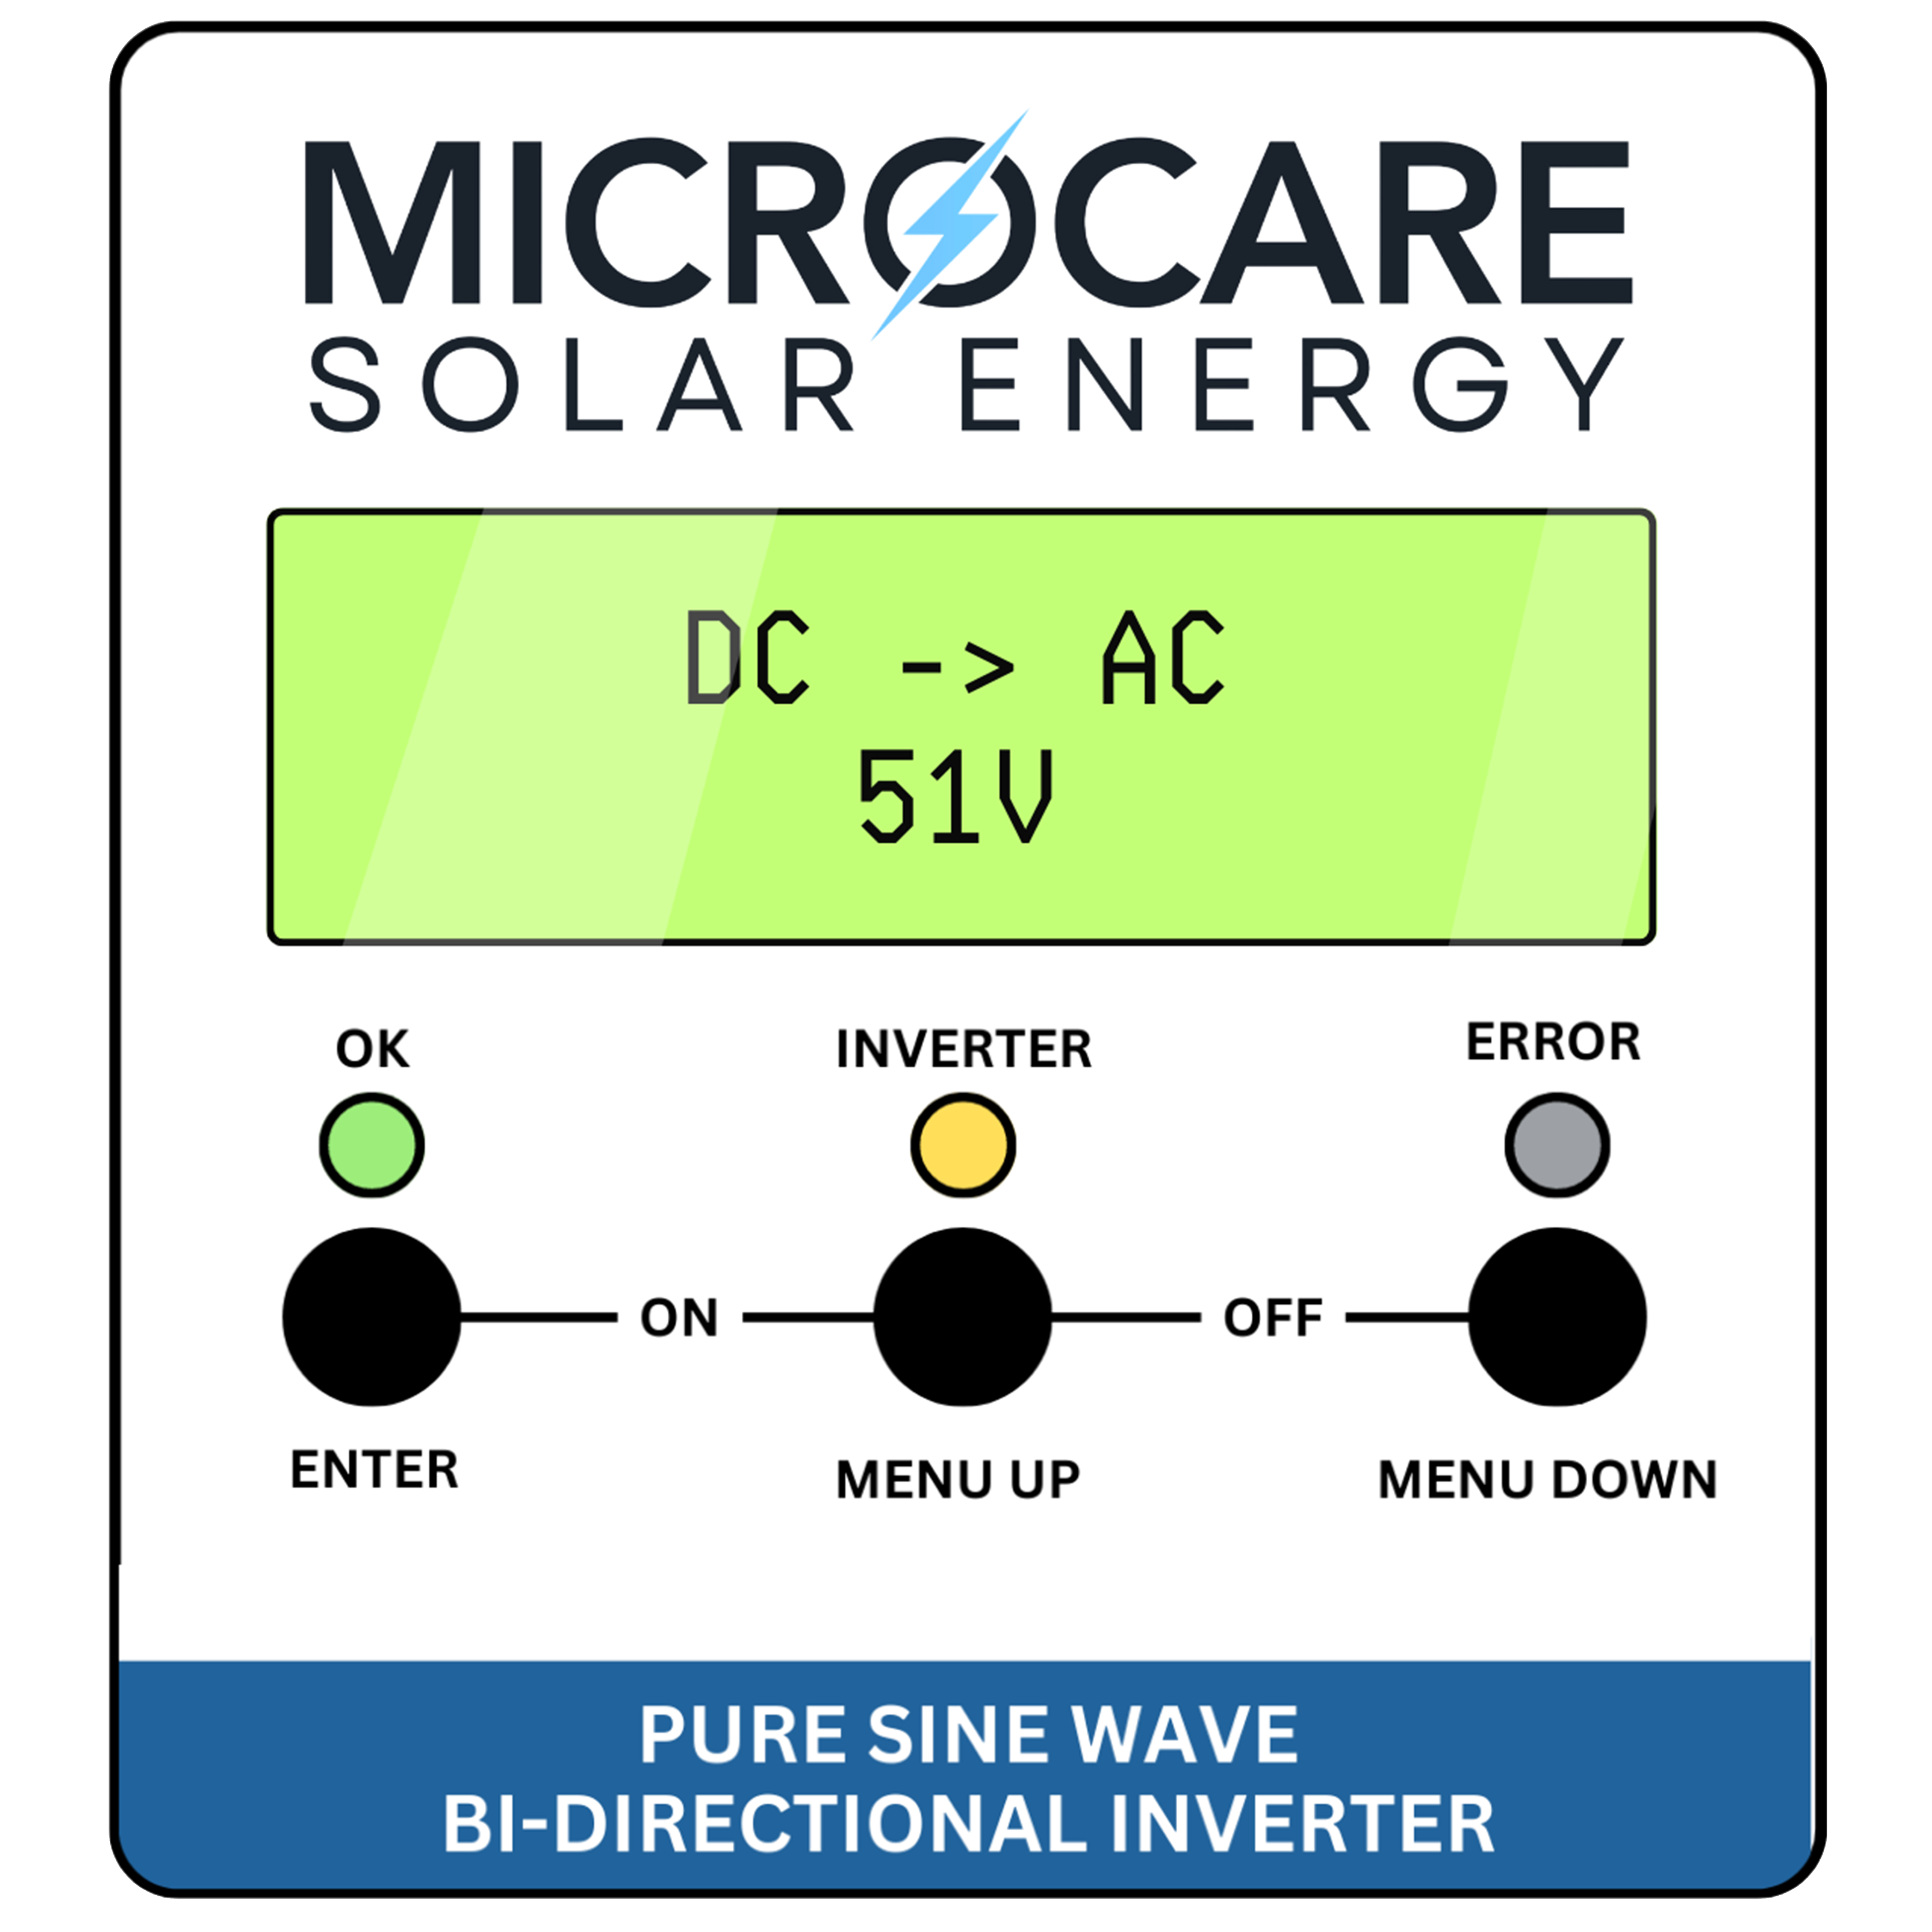 MICROCARE
SOLAR ENERGY
DC -> AC
51V
OK INVERTER ERROR
ON OFF
ENTER MENU UP MENU DOWN
PURE SINE WAVE
BI-DIRECTIONAL INVERTER